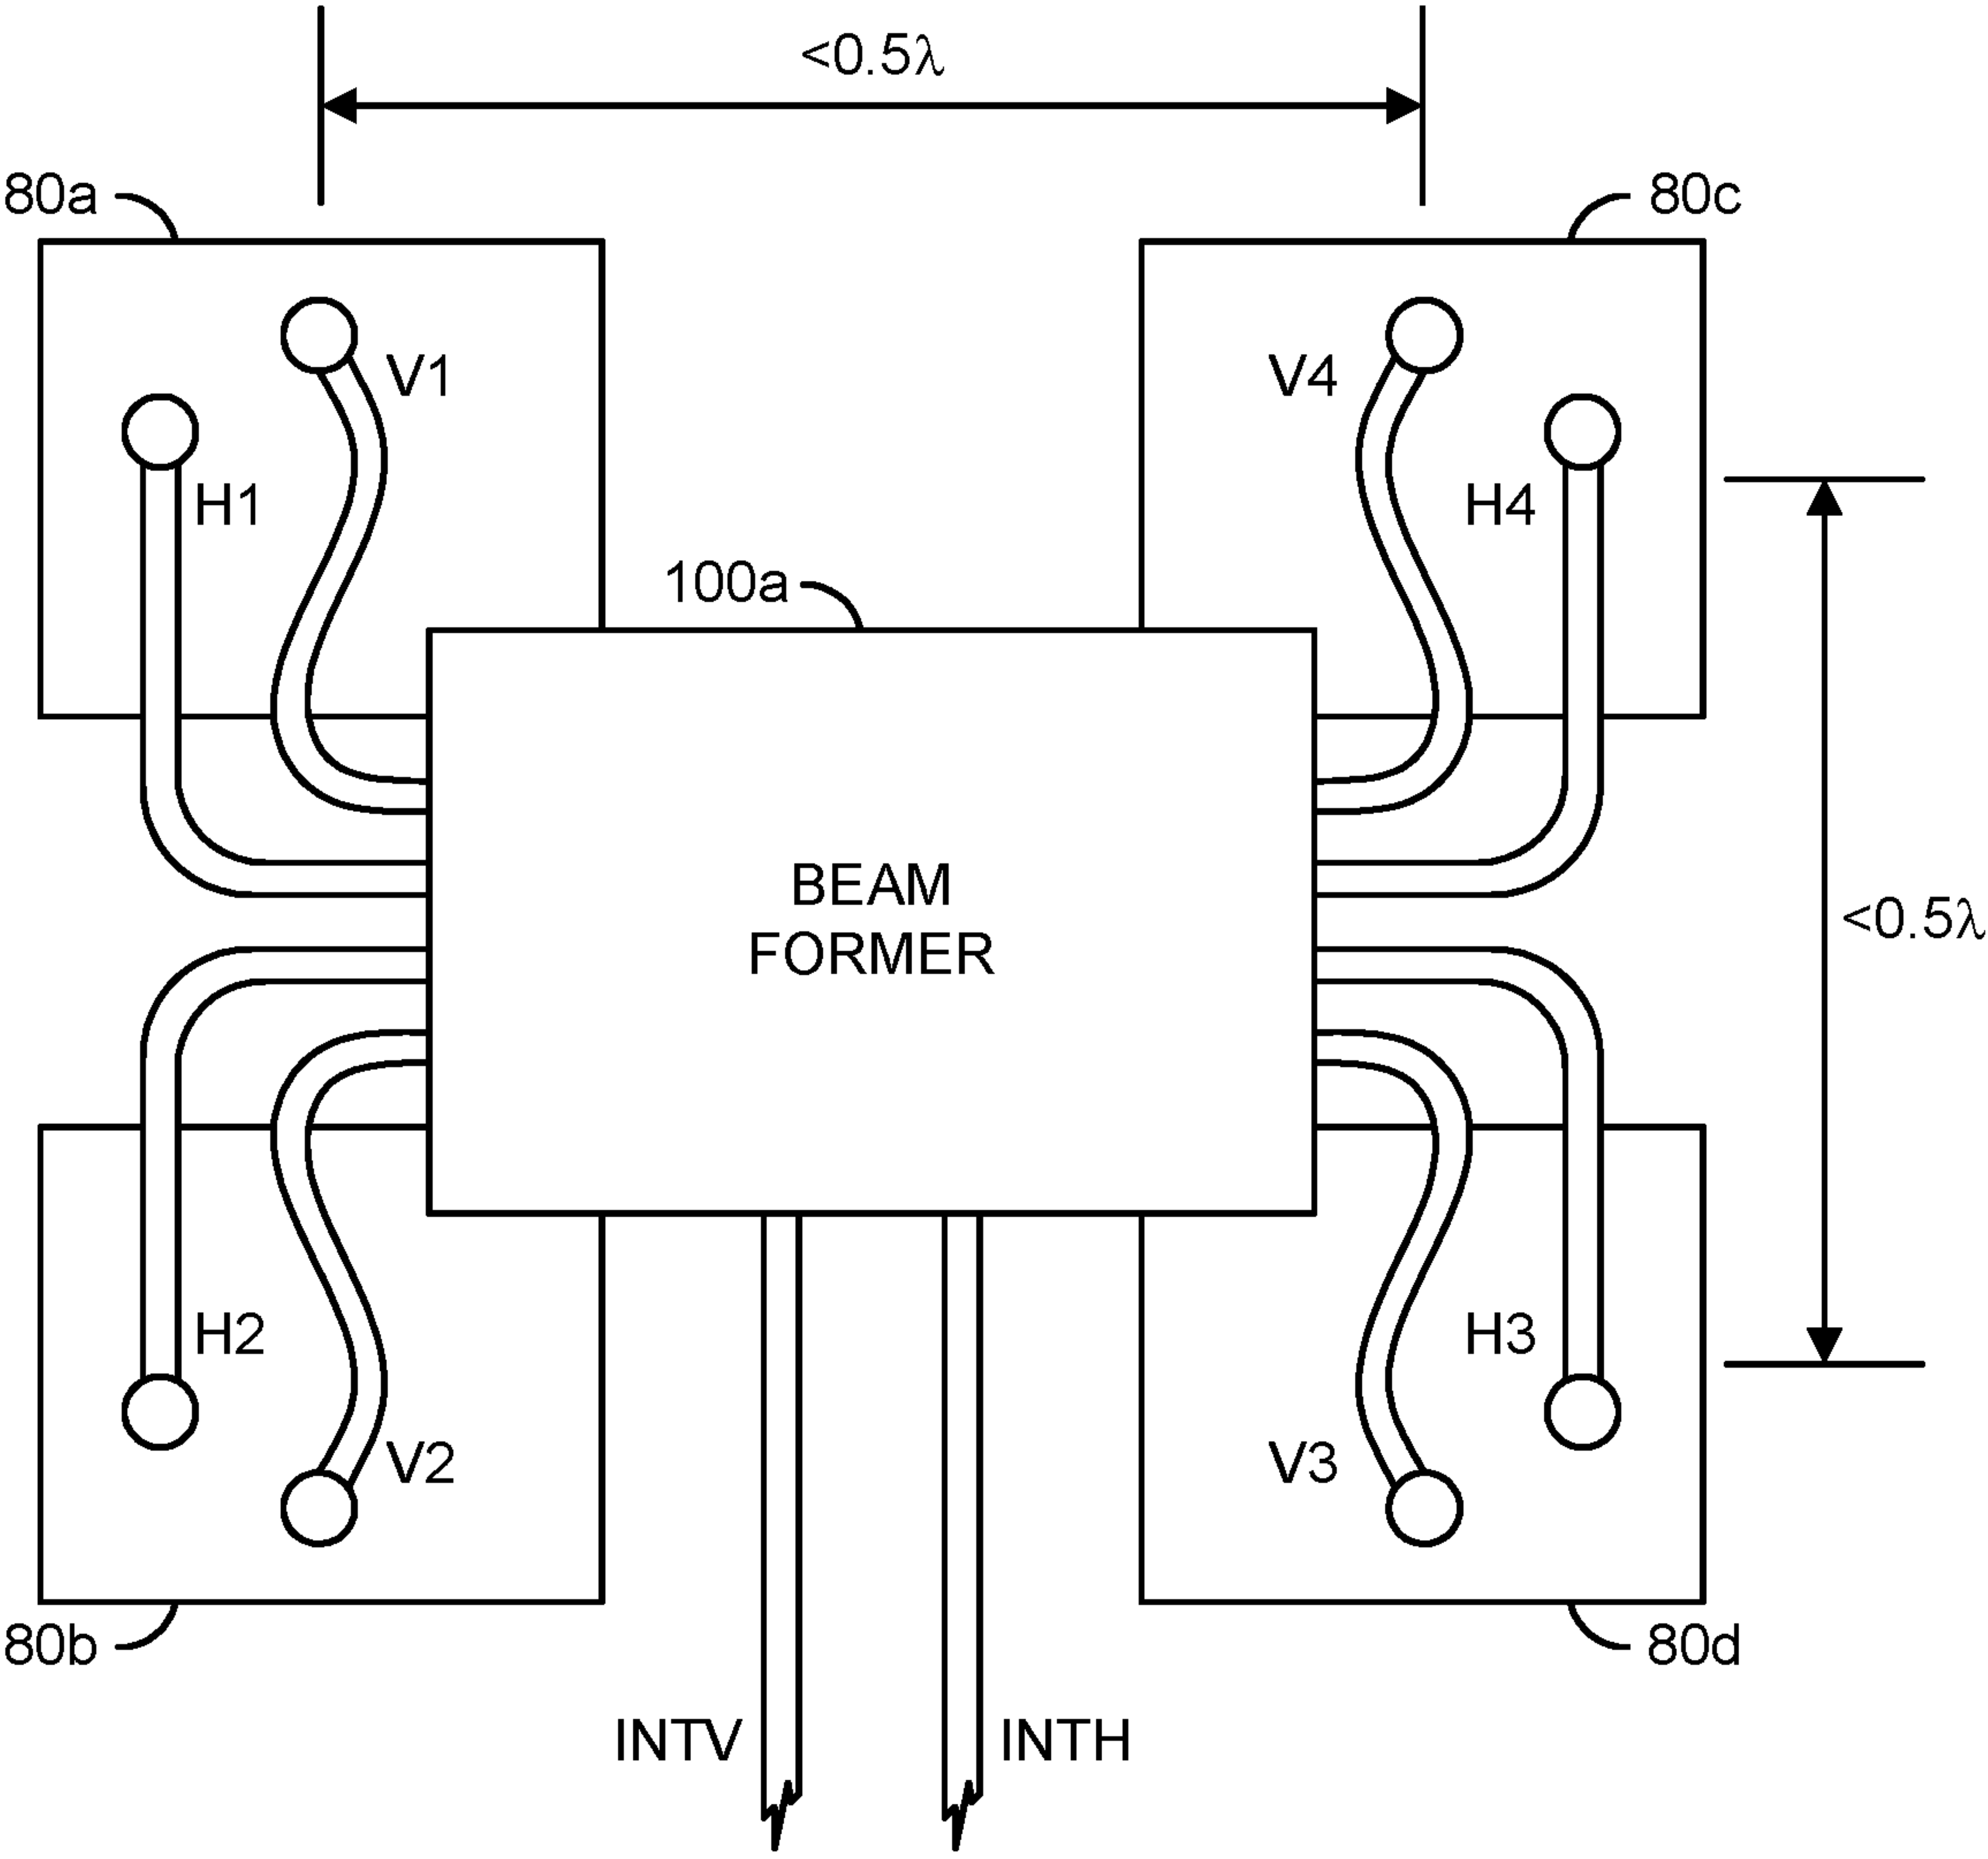 <0.5λ
80a
80c
V1
V4
H1
H4
100a
BEAM
FORMER
<0.5λ
H2
H3
V2
V3
80b
80d
INTV
INTH